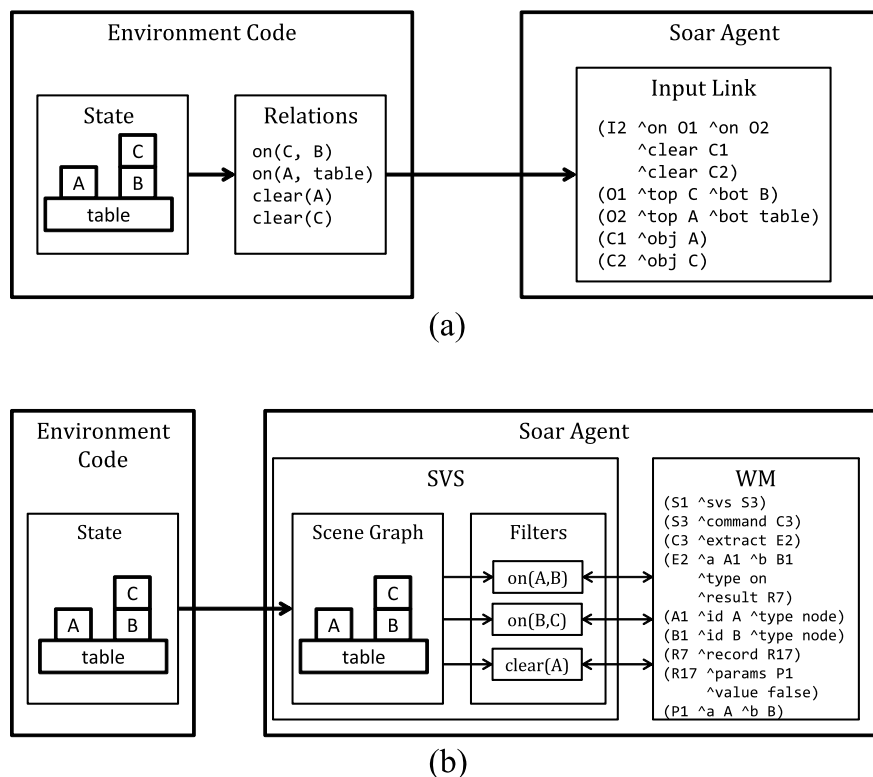 Environment Code
Soar Agent
State
C
A
B
table
Relations
on(C, B)
on(A, table)
clear(A)
clear(C)
Input Link
(I2 ^on O1 ^on O2
^clear C1
^clear C2)
(O1 ^top C ^bot B)
(O2 ^top A ^bot table)
(C1 ^obj A)
(C2 ^obj C)
(a)
Environment
Code
Soar Agent
State
C
A
B
table
SVS
Scene Graph
C
A
B
table
Filters
on(A,B)
on(B,C)
clear(A)
WM
(S1 ^svs S3)
(S3 ^command C3)
(C3 ^extract E2)
(E2 ^a A1 ^b B1
^type on
^result R7)
(A1 ^id A ^type node)
(B1 ^id B ^type node)
(R7 ^record R17)
(R17 ^params P1
^value false)
(P1 ^a A ^b B)
(b)